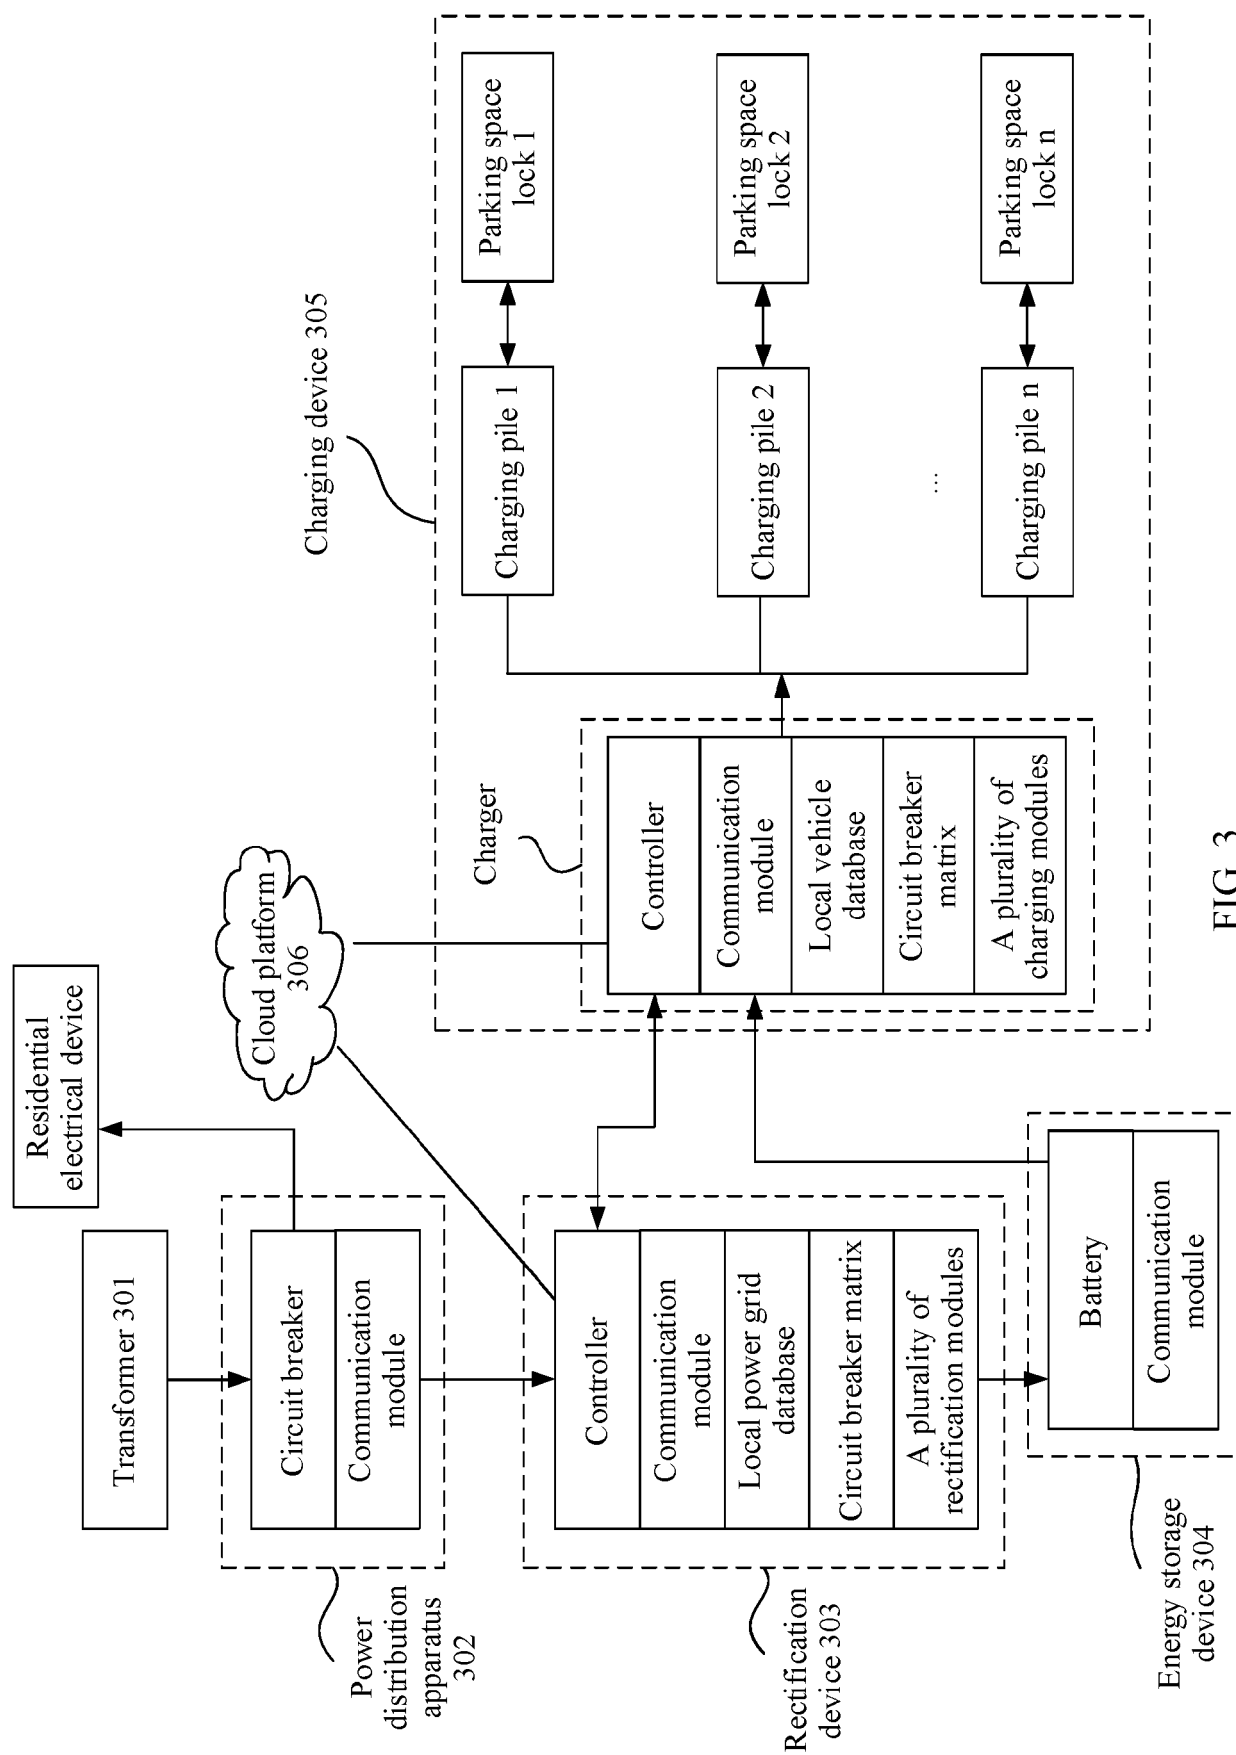 Residential
electrical device
Transformer 301
Circuit breaker
Communication
module
Power
distribution
apparatus
302
Cloud platform
306
Controller
Communication
module
Local power grid
database
Circuit breaker matrix
A plurality of
rectification modules
Rectification
device 303
Battery
Communication
module
Energy storage
device 304
Charging device 305
Charger
Controller
Communication
module
Local vehicle
database
Circuit breaker
matrix
A plurality of
charging modules
Charging pile 1
Parking space
lock 1
Charging pile 2
Parking space
lock 2
...
Charging pile n
Parking space
lock n
FIG. 3